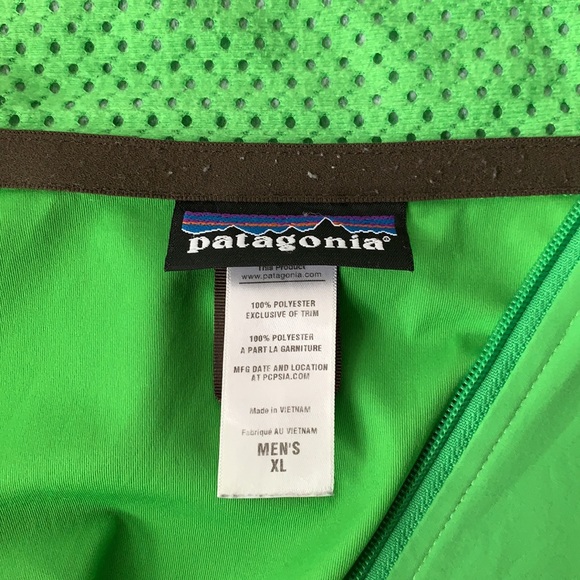 patagonia®
This Product
www.patagonia.com
100% POLYESTER
EXCLUSIVE OF TRIM
100% POLYESTER
A PART LA GARNITURE
MFG DATE AND LOCATION
AT PCPSIA.COM
Made in VIETNAM
Fabriqué AU VIETNAM
MEN'S
XL